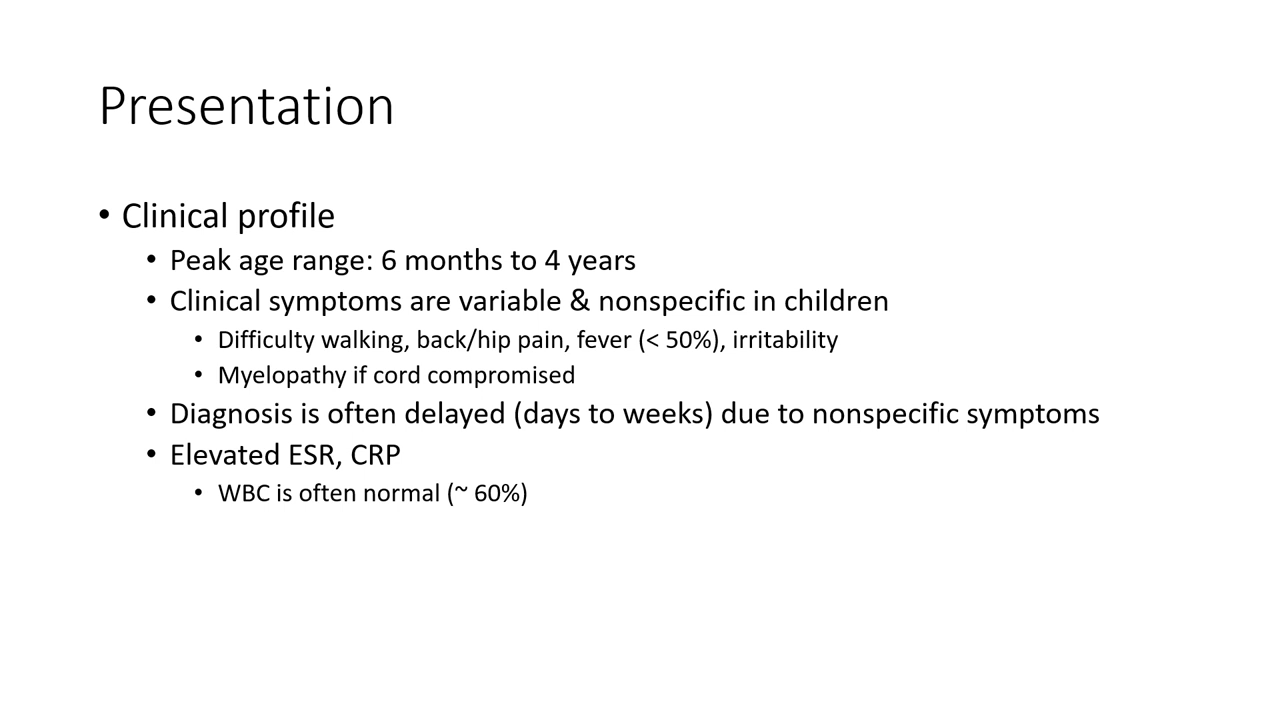 Presentation
• Clinical profile
• Peak age range: 6 months to 4 years
• Clinical symptoms are variable & nonspecific in children
• Difficulty walking, back/hip pain, fever (< 50%), irritability
• Myelopathy if cord compromised
• Diagnosis is often delayed (days to weeks) due to nonspecific symptoms
• Elevated ESR, CRP
• WBC is often normal (~ 60%)